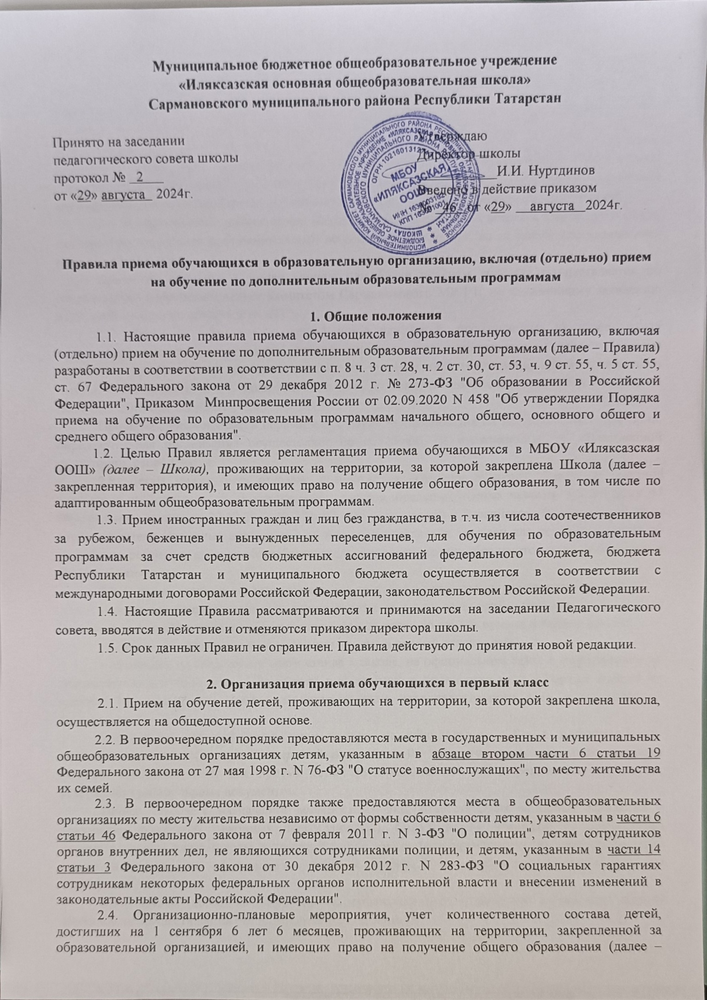 Муниципальное бюджетное общеобразовательное учреждение
«Иляксазская основная общеобразовательная школа»
Сармановского муниципального района Республики Татарстан
Принято на заседании
педагогического совета школы
протокол № 2
от «29» августа 2024г.
Утверждаю
Директор школы
И.И. Нуртдинов
Введено в действие приказом
№ 46 от «29» августа 2024г.
МБОУ
«ИЛЯКСАЗСКАЯ
ООШ»
Правила приема обучающихся в образовательную организацию, включая (отдельно) прием
на обучение по дополнительным образовательным программам
1. Общие положения
1.1. Настоящие правила приема обучающихся в образовательную организацию, включая
(отдельно) прием на обучение по дополнительным образовательным программам (далее – Правила)
разработаны в соответствии в соответствии с п. 8 ч. 3 ст. 28, ч. 2 ст. 30, ст. 53, ч. 9 ст. 55, ч. 5 ст. 55,
ст. 67 Федерального закона от 29 декабря 2012 г. № 273-ФЗ "Об образовании в Российской
Федерации", Приказом Минпросвещения России от 02.09.2020 N 458 "Об утверждении Порядка
приема на обучение по образовательным программам начального общего, основного общего и
среднего общего образования".
1.2. Целью Правил является регламентация приема обучающихся в МБОУ «Иляксазская
ООШ» (далее – Школа), проживающих на территории, за которой закреплена Школа (далее –
закрепленная территория), и имеющих право на получение общего образования, в том числе по
адаптированным общеобразовательным программам.
1.3. Прием иностранных граждан и лиц без гражданства, в т.ч. из числа соотечественников
за рубежом, беженцев и вынужденных переселенцев, для обучения по образовательным
программам за счет средств бюджетных ассигнований федерального бюджета, бюджета
Республики Татарстан и муниципального бюджета осуществляется в соответствии с
международными договорами Российской Федерации, законодательством Российской Федерации.
1.4. Настоящие Правила рассматриваются и принимаются на заседании Педагогического
совета, вводятся в действие и отменяются приказом директора школы.
1.5. Срок данных Правил не ограничен. Правила действуют до принятия новой редакции.
2. Организация приема обучающихся в первый класс
2.1. Прием на обучение детей, проживающих на территории, за которой закреплена школа,
осуществляется на общедоступной основе.
2.2. В первоочередном порядке предоставляются места в государственных и муниципальных
общеобразовательных организациях детям, указанным в абзаце втором части 6 статьи 19
Федерального закона от 27 мая 1998 г. N 76-ФЗ "О статусе военнослужащих", по месту жительства
их семей.
2.3. В первоочередном порядке также предоставляются места в общеобразовательных
организациях по месту жительства независимо от формы собственности детям, указанным в части 6
статьи 46 Федерального закона от 7 февраля 2011 г. N 3-ФЗ "О полиции", детям сотрудников
органов внутренних дел, не являющихся сотрудниками полиции, и детям, указанным в части 14
статьи 3 Федерального закона от 30 декабря 2012 г. N 283-ФЗ "О социальных гарантиях
сотрудникам некоторых федеральных органов исполнительной власти и внесении изменений в
законодательные акты Российской Федерации".
2.4. Организационно-плановые мероприятия, учет количественного состава детей,
достигших на 1 сентября 6 лет 6 месяцев, проживающих на территории, закрепленной за
образовательной организацией, и имеющих право на получение общего образования (далее –